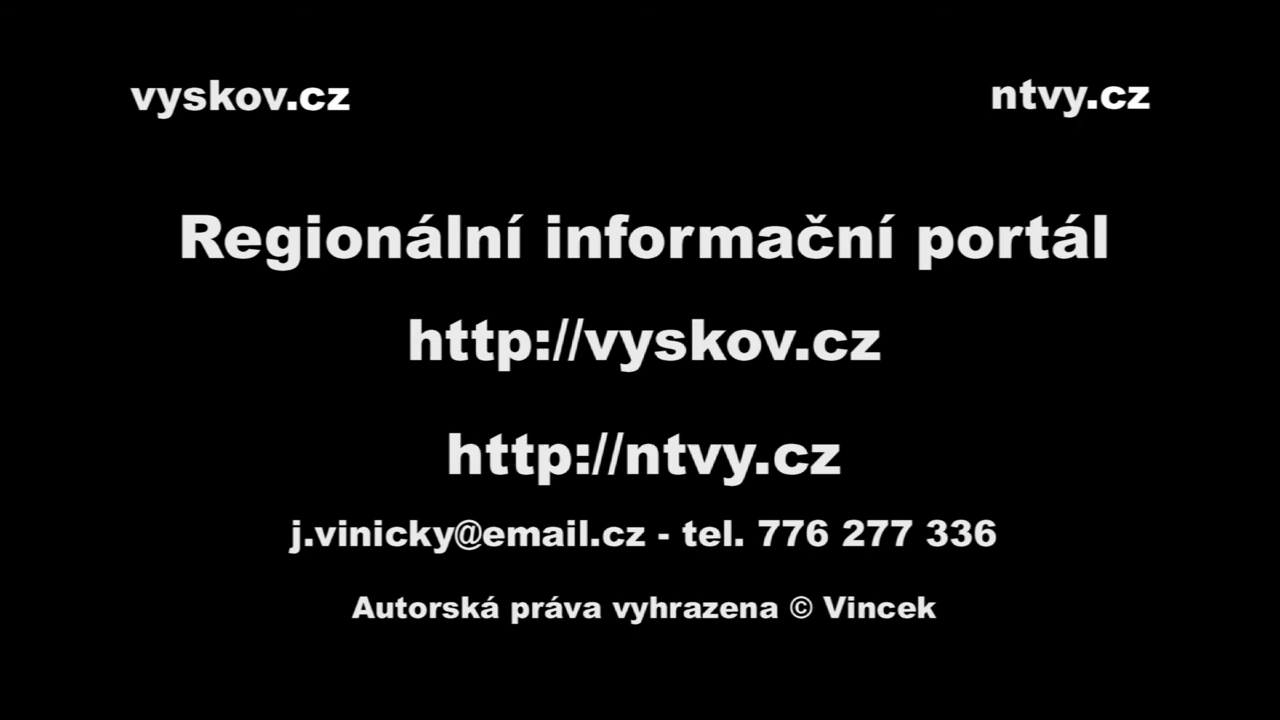 vyskov.cz ntvy.cz
Regionální informační portál
http://vyskov.cz
http://ntvy.cz
j.vinicky@email.cz - tel. 776 277 336
Autorská práva vyhrazena © Vincek